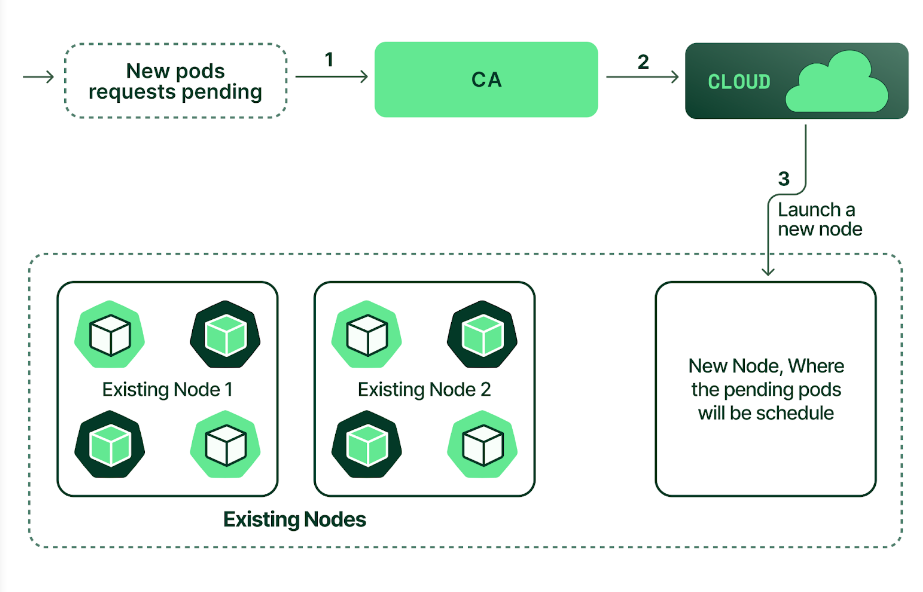 New pods
requests pending
1
CA
2
CLOUD
3
Launch a
new node
Existing Node 1
Existing Node 2
New Node, Where
the pending pods
will be schedule
Existing Nodes